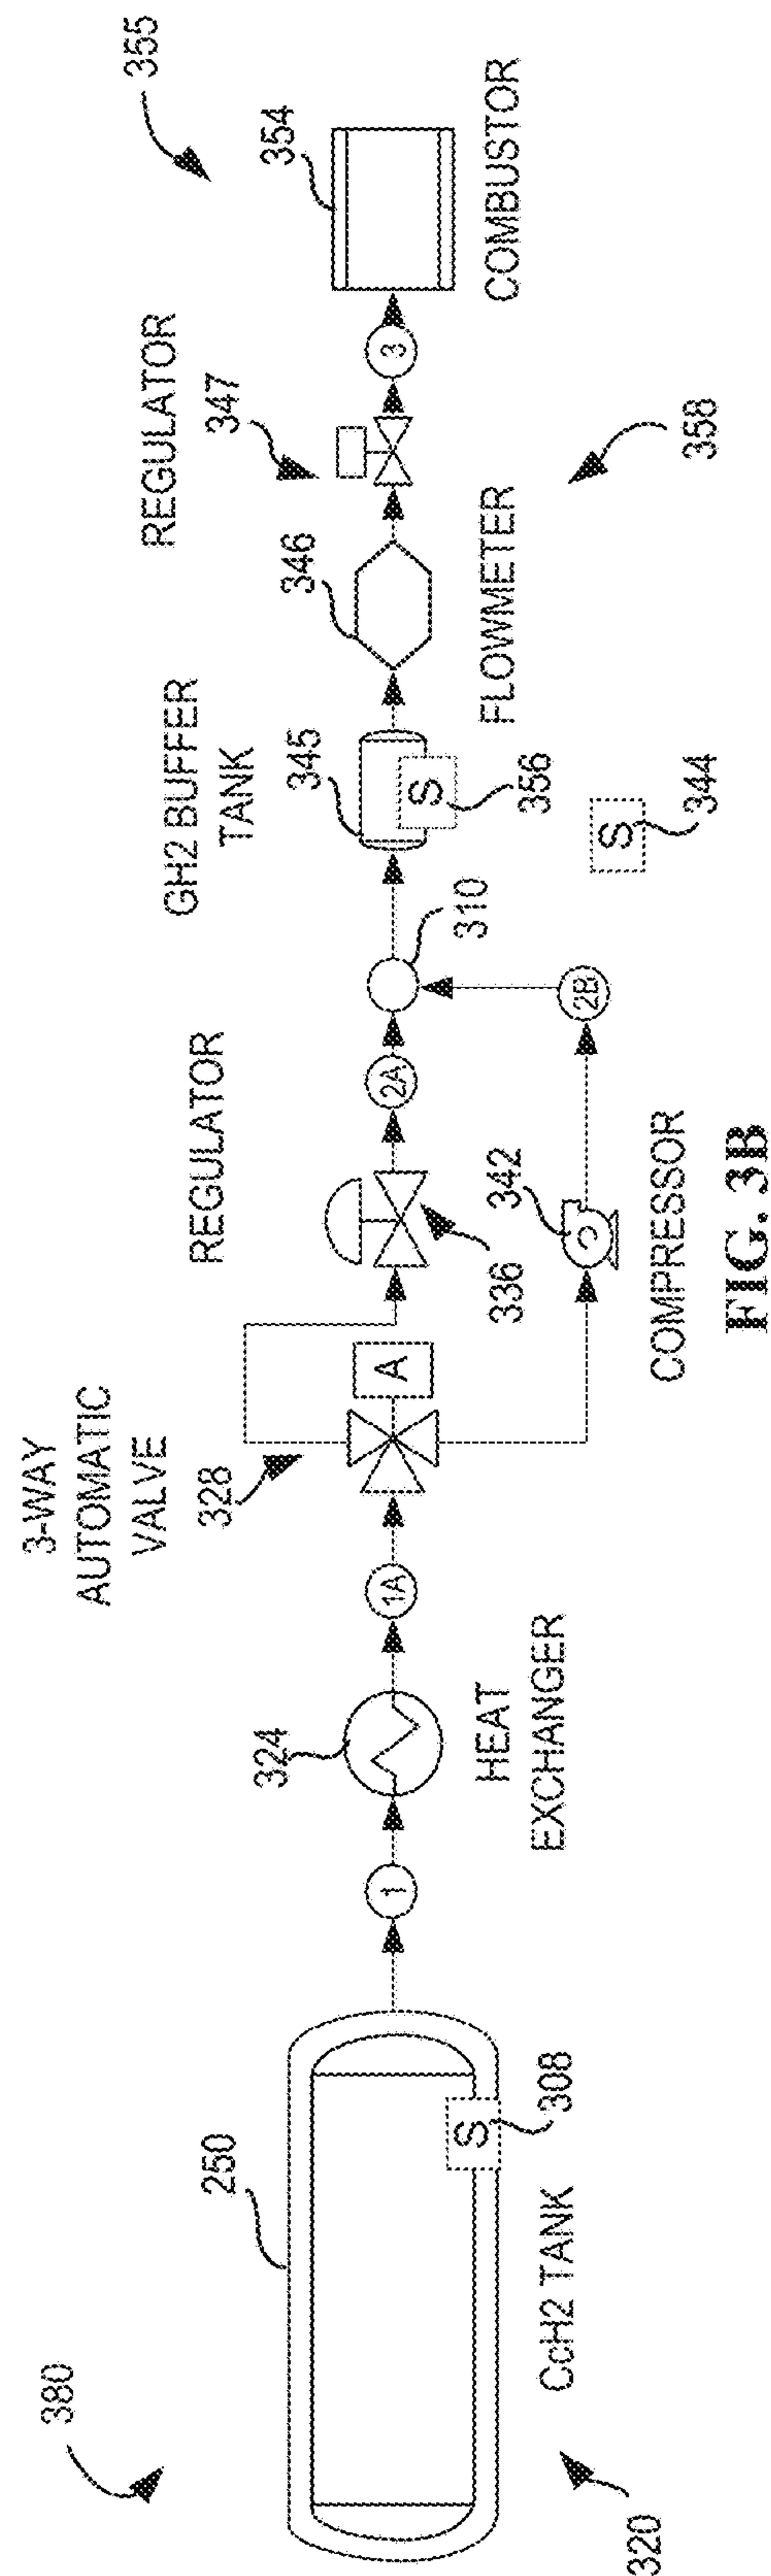 380
250
CcH2 TANK
320
S
308
1
324
HEAT
EXCHANGER
1A
3-WAY
AUTOMATIC
VALVE
328
A
REGULATOR
336
2A
342
COMPRESSOR
2B
310
GH2 BUFFER
TANK
345
S
356
S
344
346
FLOWMETER
REGULATOR
347
3
358
354
COMBUSTOR
355
FIG. 3B